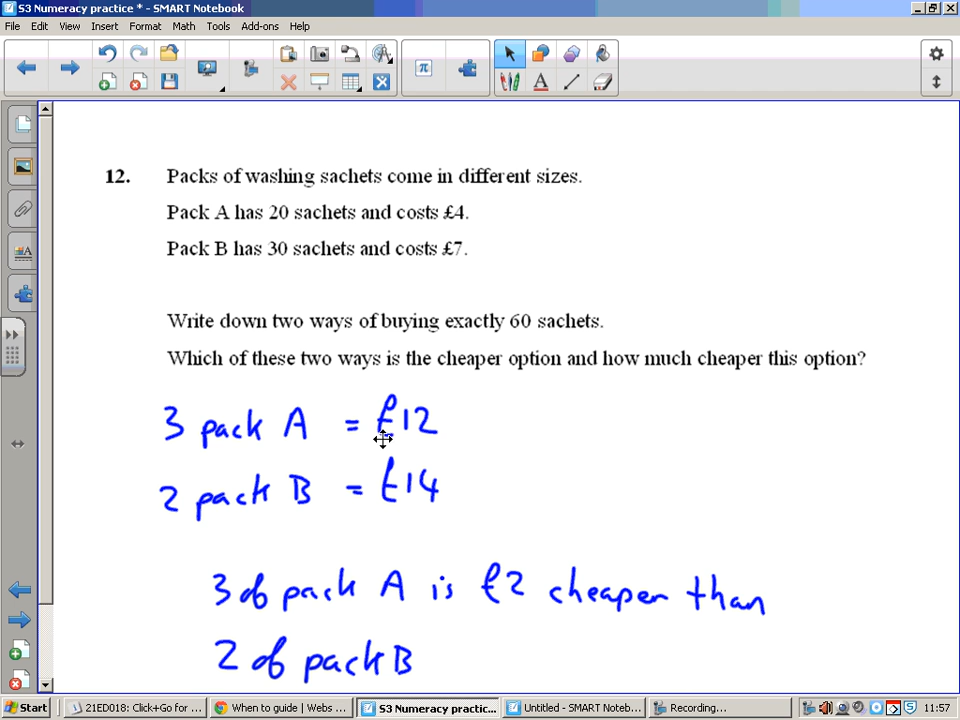 S3 Numeracy practice * - SMART Notebook
File Edit View Insert Format Math Tools Add-ons Help
12. Packs of washing sachets come in different sizes.
Pack A has 20 sachets and costs £4.
Pack B has 30 sachets and costs £7.
Write down two ways of buying exactly 60 sachets.
Which of these two ways is the cheaper option and how much cheaper this option?
3 pack A = £12
2 pack B = £14
3 of pack A is £2 cheaper than
2 of pack B
Start 21ED018: Click+Go for ... When to guide | Webs ... S3 Numeracy practic... Untitled - SMART Noteb... Recording... 11:57